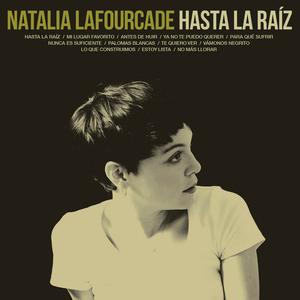 NATALIA LAFOURCADE HASTA LA RAÍZ
HASTA LA RAÍZ / MI LUGAR FAVORITO / ANTES DE HUIR / YA NO TE PUEDO QUERER / PARA QUÉ SUFRIR
NUNCA ES SUFICIENTE / PALOMAS BLANCAS / TE QUIERO VER / VÁMONOS NEGRITO
LO QUE CONSTRUIMOS / ESTOY LISTA / NO MÁS LLORAR